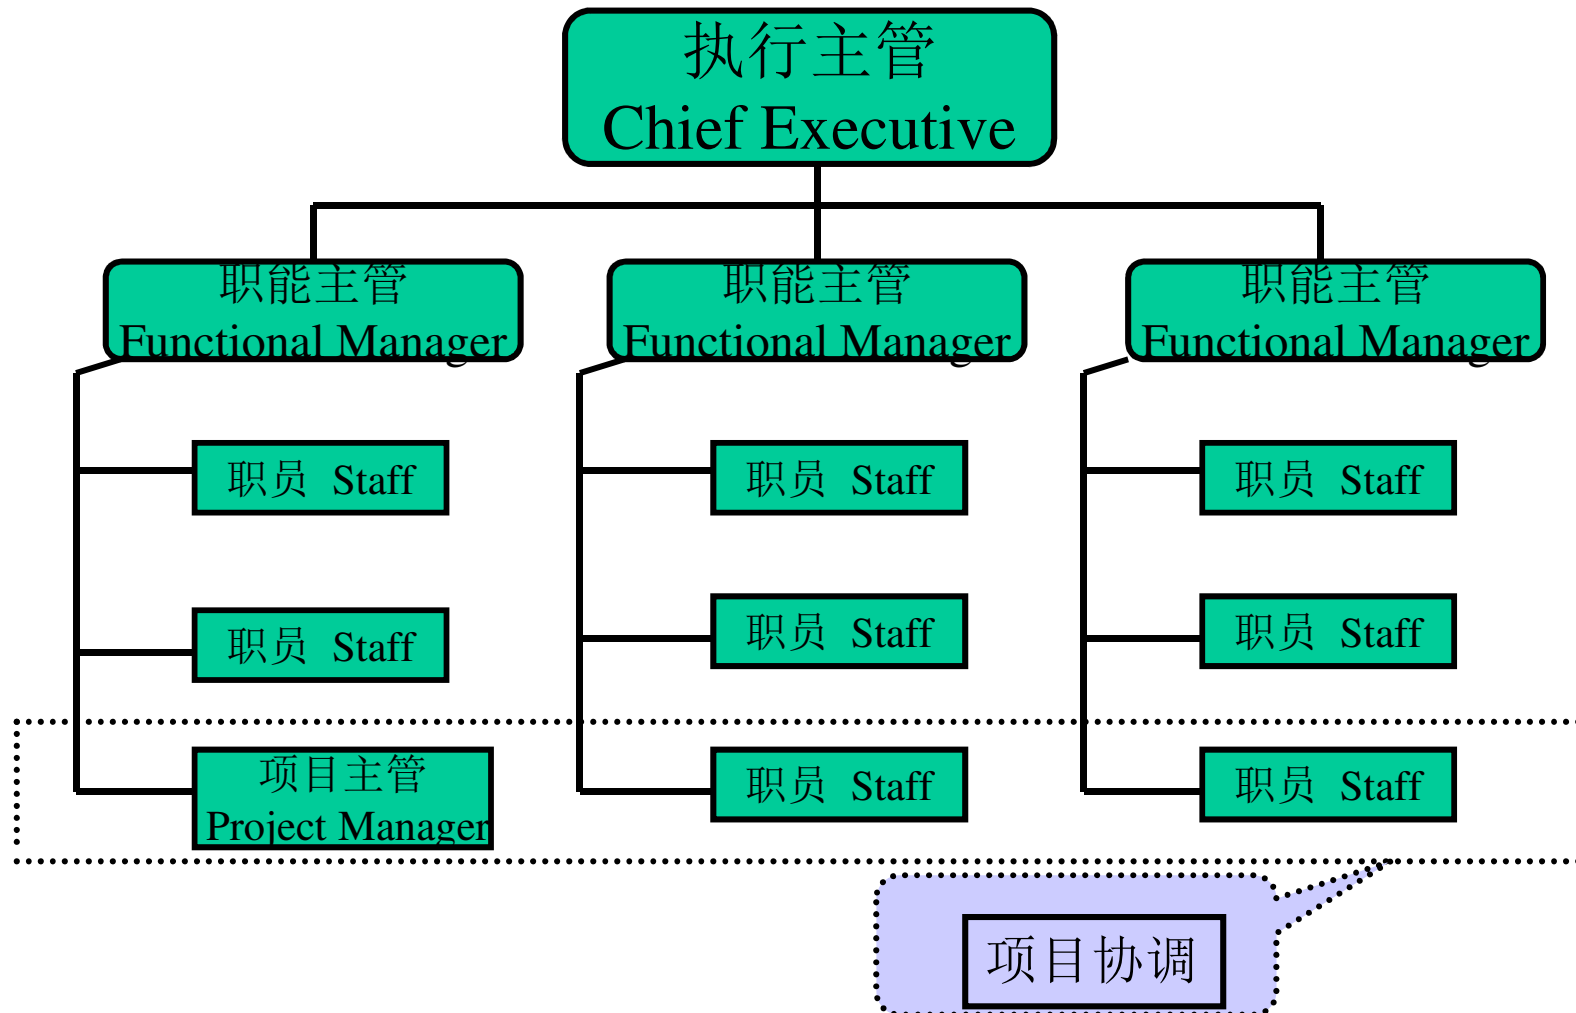 执行主管
Chief Executive
职能主管
Functional Manager
职能主管
Functional Manager
职能主管
Functional Manager
职员 Staff
职员 Staff
职员 Staff
职员 Staff
职员 Staff
职员 Staff
项目主管
Project Manager
职员 Staff
职员 Staff
项目协调